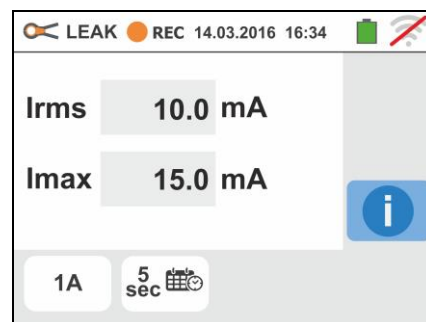 LEAK REC 14.03.2016 16:34
Irms 10.0 mA
Imax 15.0 mA
i
1A 5 sec